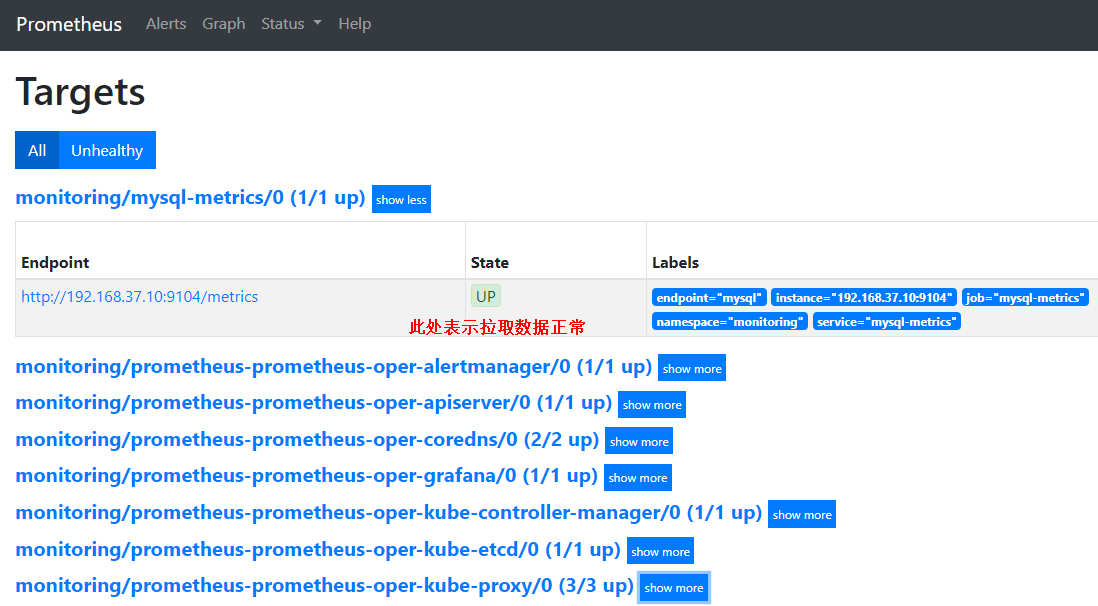 Prometheus Alerts Graph Status Help
Targets
All Unhealthy
monitoring/mysql-metrics/0 (1/1 up) show less
Endpoint State Labels
http://192.168.37.10:9104/metrics UP endpoint="mysql" instance="192.168.37.10:9104" job="mysql-metrics"
namespace="monitoring" service="mysql-metrics"
此处表示拉取数据正常
monitoring/prometheus-prometheus-oper-alertmanager/0 (1/1 up) show more
monitoring/prometheus-prometheus-oper-apiserver/0 (1/1 up) show more
monitoring/prometheus-prometheus-oper-coredns/0 (2/2 up) show more
monitoring/prometheus-prometheus-oper-grafana/0 (1/1 up) show more
monitoring/prometheus-prometheus-oper-kube-controller-manager/0 (1/1 up) show more
monitoring/prometheus-prometheus-oper-kube-etcd/0 (1/1 up) show more
monitoring/prometheus-prometheus-oper-kube-proxy/0 (3/3 up) show more